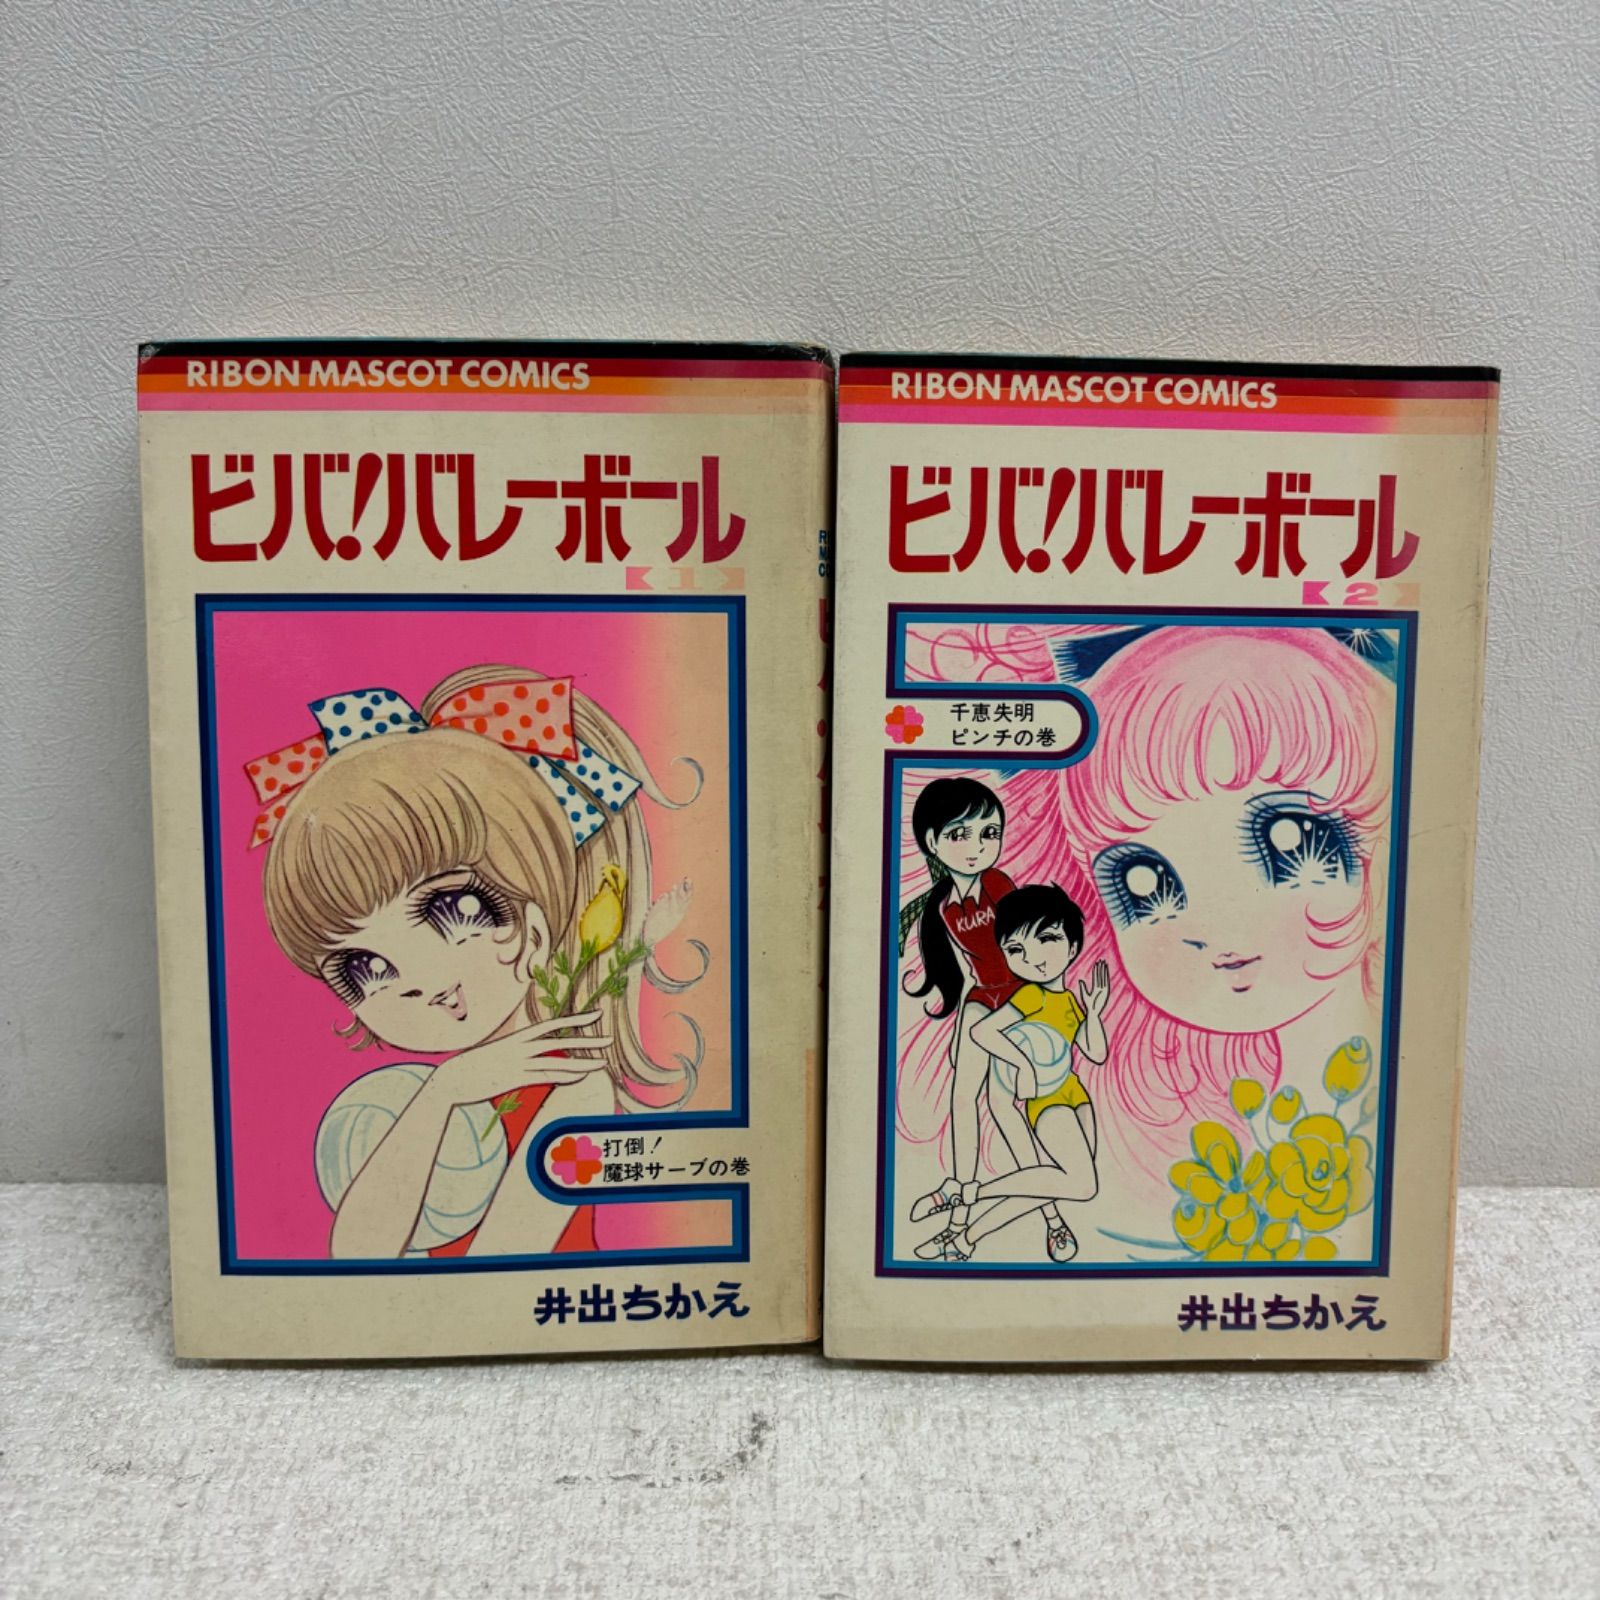 RIBON MASCOT COMICS
ビバ!バレーボール
1
打倒!
魔球サーブの巻
井出ちかえ
RIBON MASCOT COMICS
ビバ!バレーボール
2
千恵失明
ピンチの巻
KURA
S
井出ちかえ